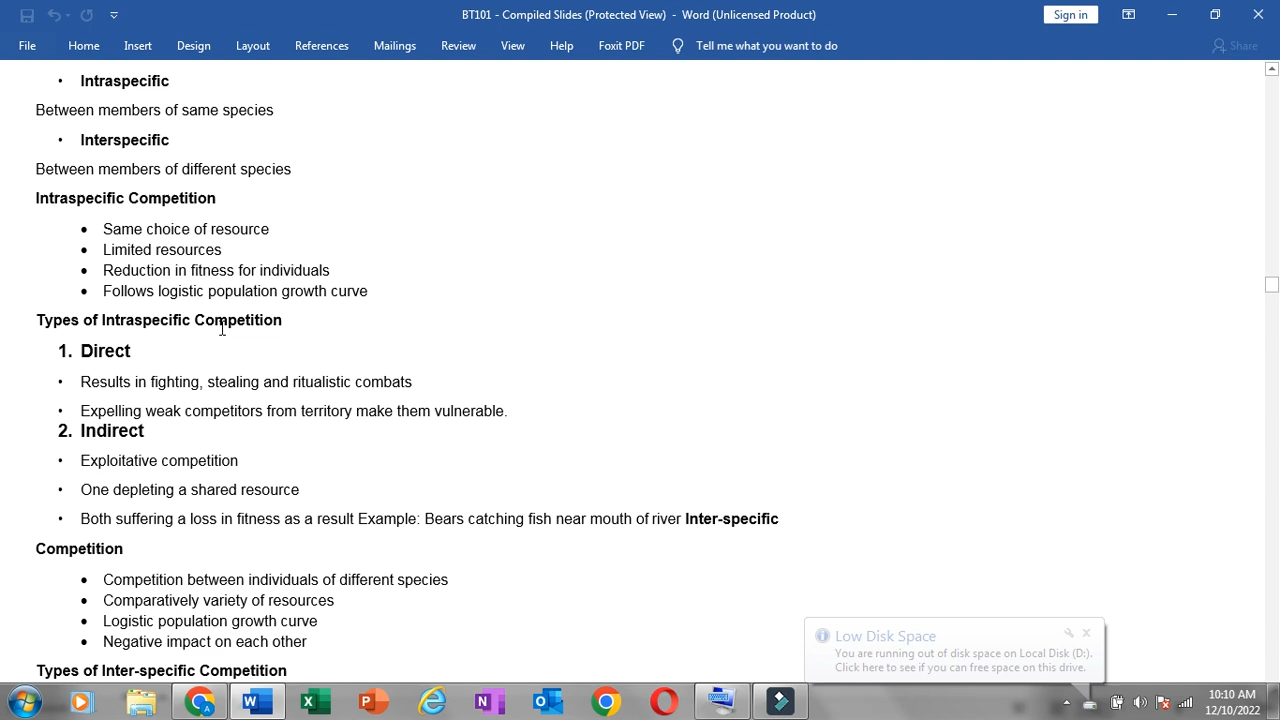 BT101 - Compiled Slides (Protected View) - Word (Unlicensed Product)
Sign in
File Home Insert Design Layout References Mailings Review View Help Foxit PDF Tell me what you want to do Share
• Intraspecific
Between members of same species
• Interspecific
Between members of different species
Intraspecific Competition
• Same choice of resource
• Limited resources
• Reduction in fitness for individuals
• Follows logistic population growth curve
Types of Intraspecific Competition
1. Direct
• Results in fighting, stealing and ritualistic combats
• Expelling weak competitors from territory make them vulnerable.
2. Indirect
• Exploitative competition
• One depleting a shared resource
• Both suffering a loss in fitness as a result Example: Bears catching fish near mouth of river Inter-specific
Competition
• Competition between individuals of different species
• Comparatively variety of resources
• Logistic population growth curve
• Negative impact on each other
Types of Inter-specific Competition
Low Disk Space
You are running out of disk space on Local Disk (D:).
Click here to see if you can free space on this drive.
10:10 AM
12/10/2022